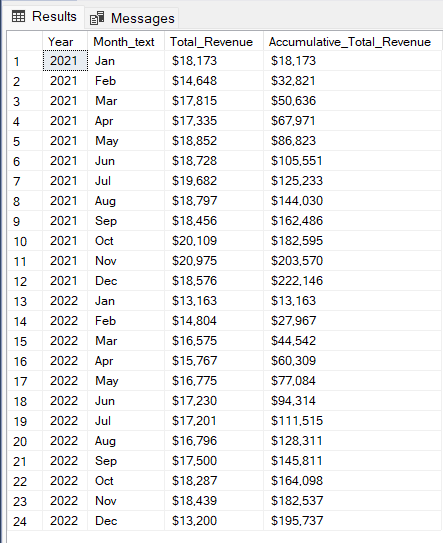 Results Messages
Year Month_text Total_Revenue Accumulative_Total_Revenue
1 2021 Jan $18,173 $18,173
2 2021 Feb $14,648 $32,821
3 2021 Mar $17,815 $50,636
4 2021 Apr $17,335 $67,971
5 2021 May $18,852 $86,823
6 2021 Jun $18,728 $105,551
7 2021 Jul $19,682 $125,233
8 2021 Aug $18,797 $144,030
9 2021 Sep $18,456 $162,486
10 2021 Oct $20,109 $182,595
11 2021 Nov $20,975 $203,570
12 2021 Dec $18,576 $222,146
13 2022 Jan $13,163 $13,163
14 2022 Feb $14,804 $27,967
15 2022 Mar $16,575 $44,542
16 2022 Apr $15,767 $60,309
17 2022 May $16,775 $77,084
18 2022 Jun $17,230 $94,314
19 2022 Jul $17,201 $111,515
20 2022 Aug $16,796 $128,311
21 2022 Sep $17,500 $145,811
22 2022 Oct $18,287 $164,098
23 2022 Nov $18,439 $182,537
24 2022 Dec $13,200 $195,737